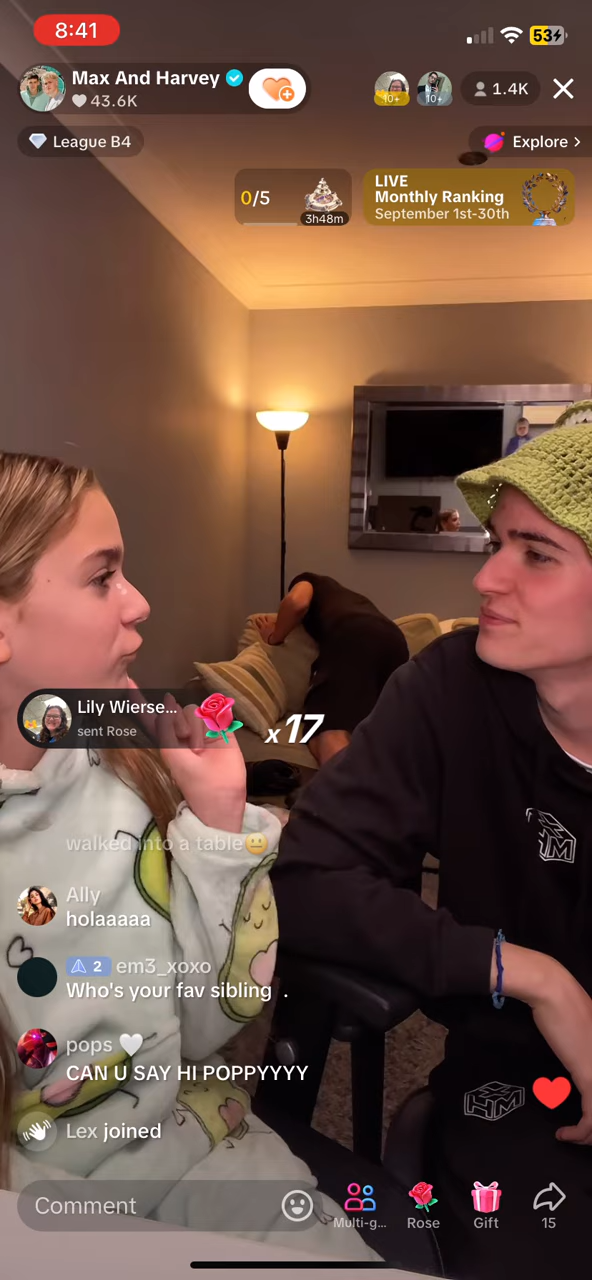 8:41
53
Max And Harvey
43.6K
10+
10+
1.4K
League B4
Explore >
0/5
3h48m
LIVE
Monthly Ranking
September 1st-30th
Lily Wierse...
sent Rose
x17
walked into a table😐
Ally
holaaaaa
2 em3_xoxo
Who's your fav sibling .
pops 🤍
CAN U SAY HI POPPYYYY
Lex joined
Comment
Multi-g...
Rose
Gift
15
HM
HM